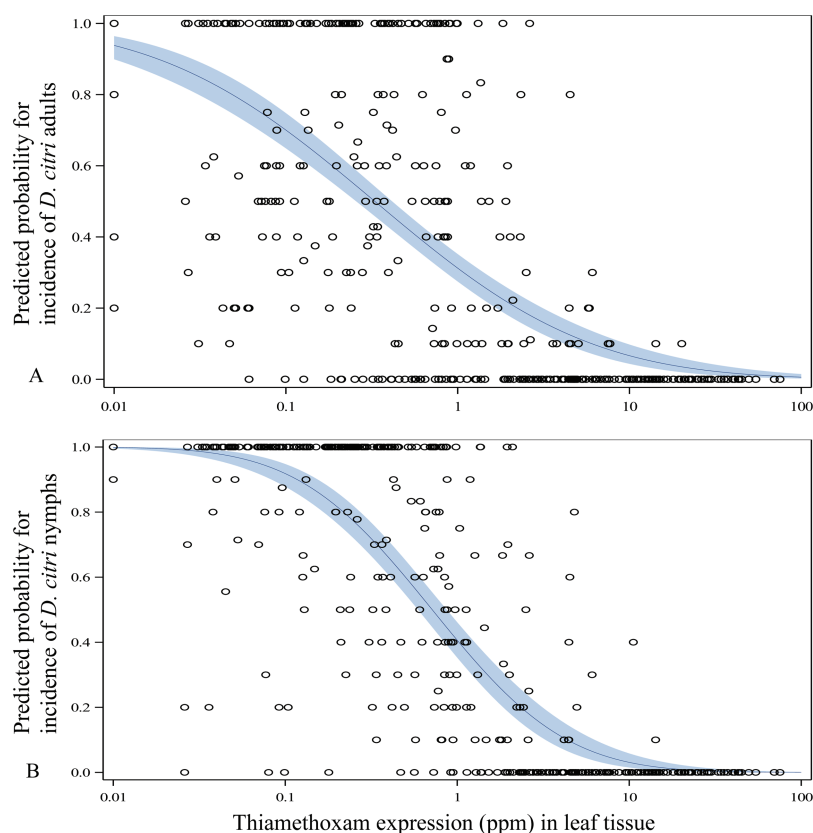 Predicted probability for
incidence of D. citri adults
1.0
0.8
0.6
0.4
0.2
0.0
A
0.01 0.1 1 10 100
Predicted probability for
incidence of D. citri nymphs
1.0
0.8
0.6
0.4
0.2
0.0
B
0.01 0.1 1 10 100
Thiamethoxam expression (ppm) in leaf tissue